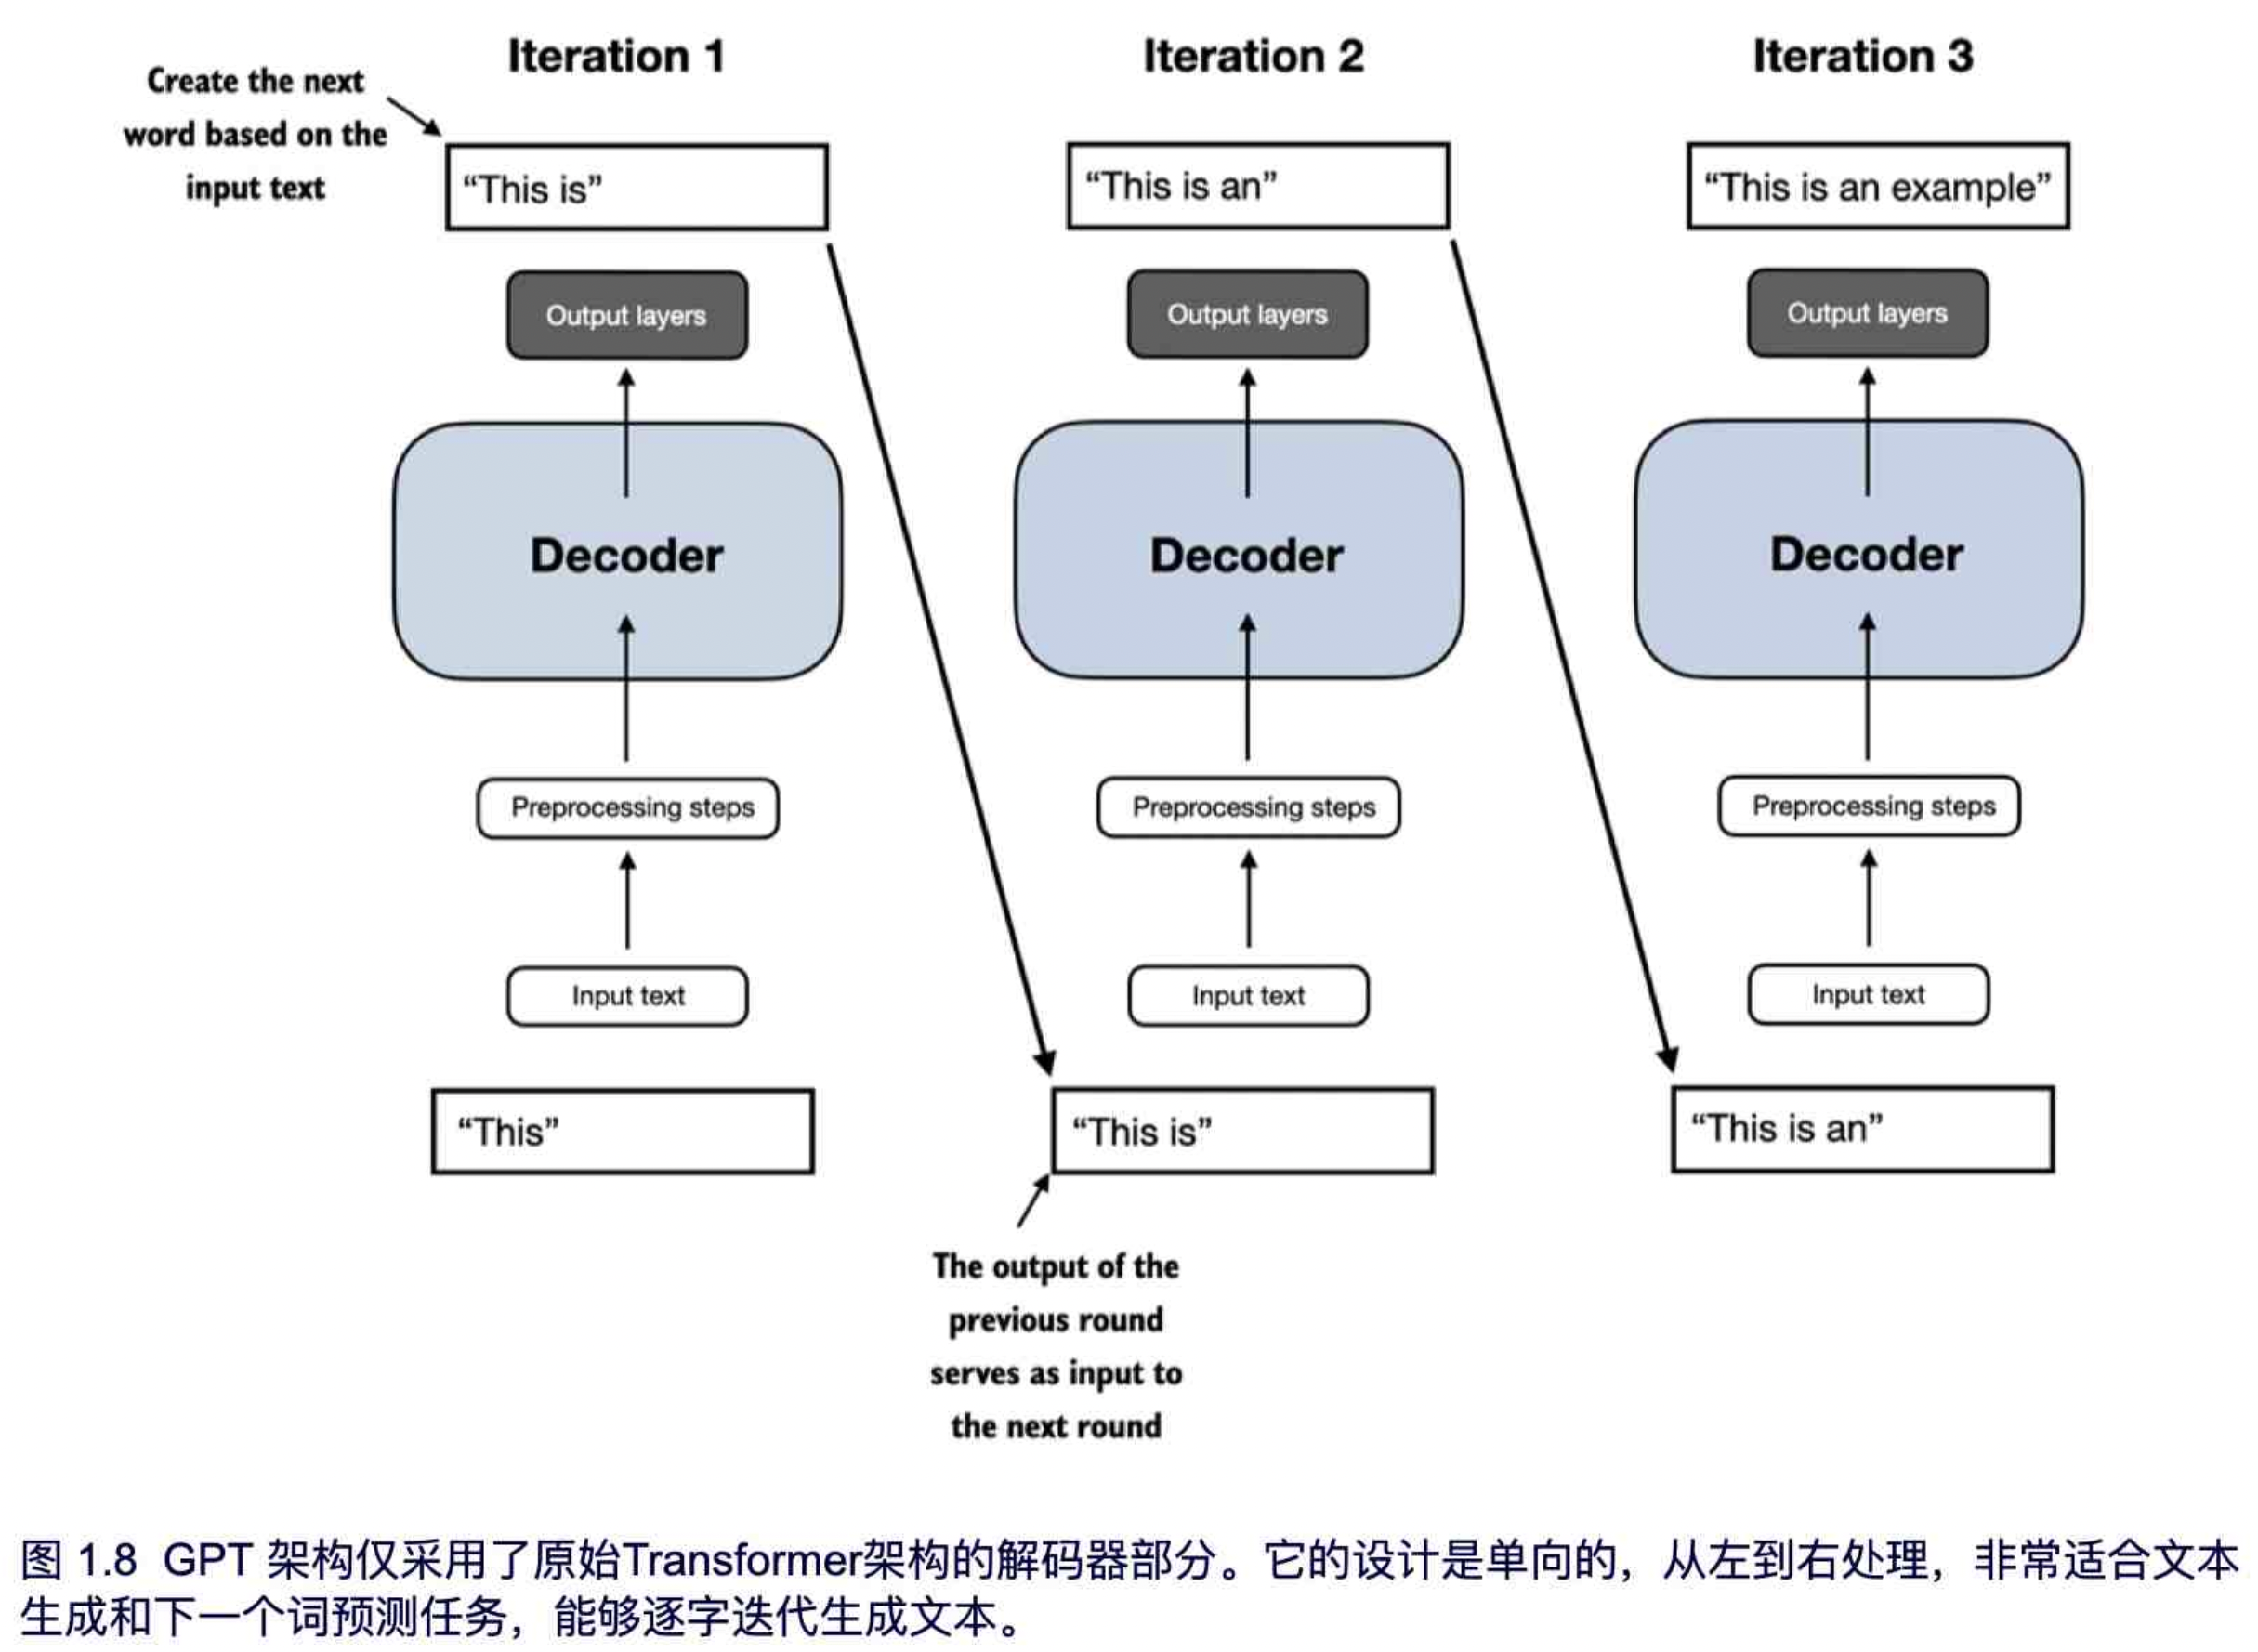 Iteration 1
Iteration 2
Iteration 3
Create the next
word based on the
input text
“This is”
“This is an”
“This is an example”
Output layers
Output layers
Output layers
Decoder
Decoder
Decoder
Preprocessing steps
Preprocessing steps
Preprocessing steps
Input text
Input text
Input text
“This”
“This is”
“This is an”
The output of the
previous round
serves as input to
the next round
图 1.8 GPT 架构仅采用了原始Transformer架构的解码器部分。它的设计是单向的，从左到右处理，非常适合文本
生成和下一个词预测任务，能够逐字迭代生成文本。